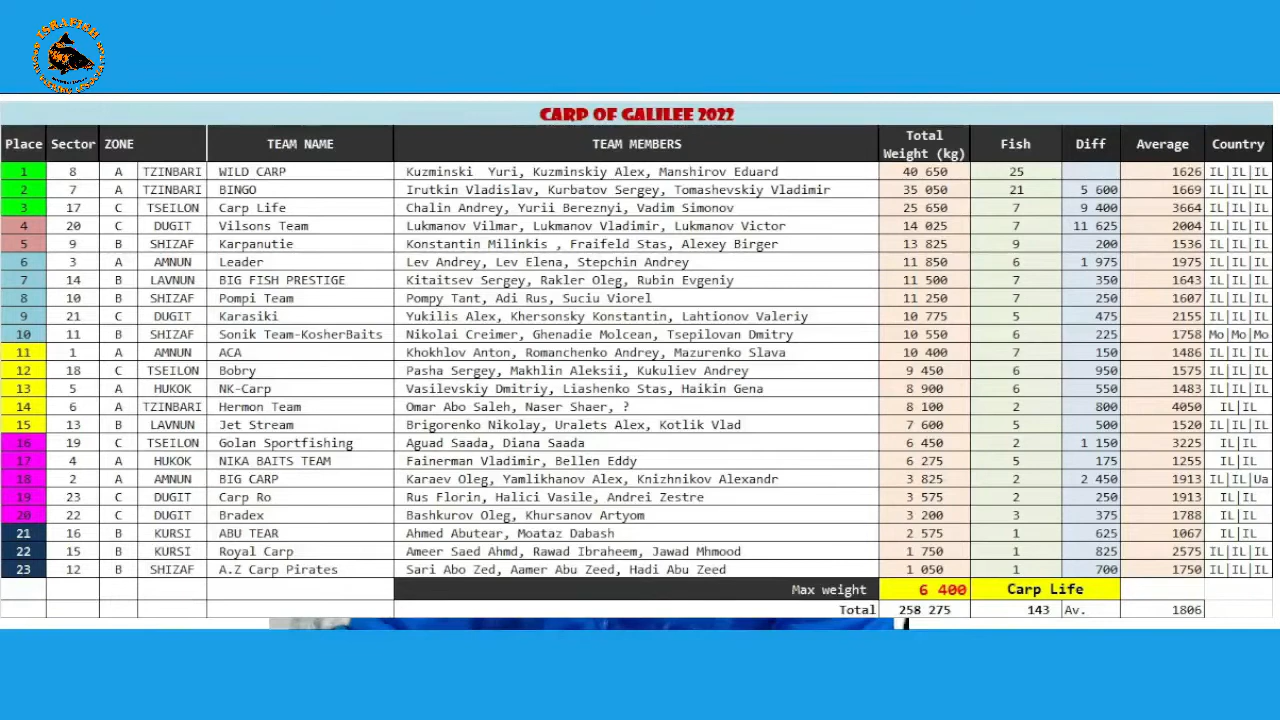 ISRAFISH
CARP OF GALILEE 2022
Place Sector ZONE TEAM NAME TEAM MEMBERS Total Weight (kg) Fish Diff Average Country
1 8 A TZINBARI WILD CARP Kuzminski Yuri, Kuzminskiy Alex, Manshirov Eduard 40 650 25 1626 IL|IL|IL
2 7 A TZINBARI BINGO Irutkin Vladislav, Kurbatov Sergey, Tomashevskiy Vladimir 35 050 21 5 600 1669 IL|IL|IL
3 17 C TSEILON Carp Life Chalin Andrey, Yurii Bereznyi, Vadim Simonov 25 650 7 9 400 3664 IL|IL|IL
4 20 C DUGIT Vilsons Team Lukmanov Vilmar, Lukmanov Vladimir, Lukmanov Victor 14 025 7 11 625 2004 IL|IL|IL
5 9 B SHIZAF Karpanutie Konstantin Milinkis , Fraifeld Stas, Alexey Birger 13 825 9 200 1536 IL|IL|IL
6 3 A AMNUN Leader Lev Andrey, Lev Elena, Stepchin Andrey 11 850 6 1 975 1975 IL|IL|IL
7 14 B LAVNUN BIG FISH PRESTIGE Kitaitsev Sergey, Rakler Oleg, Rubin Evgeniy 11 500 7 350 1643 IL|IL|IL
8 10 B SHIZAF Pompi Team Pompy Tant, Adi Rus, Suciu Viorel 11 250 7 250 1607 IL|IL|IL
9 21 C DUGIT Karasiki Yukilis Alex, Khersonsky Konstantin, Lahtionov Valeriy 10 775 5 475 2155 IL|IL|IL
10 11 B SHIZAF Sonik Team-KosherBaits Nikolai Creimer, Ghenadie Molcean, Tsepilovan Dmitry 10 550 6 225 1758 Mo|Mo|Mo
11 1 A AMNUN ACA Khokhlov Anton, Romanchenko Andrey, Mazurenko Slava 10 400 7 150 1486 IL|IL|IL
12 18 C TSEILON Bobry Pasha Sergey, Makhlin Aleksii, Kukuliev Andrey 9 450 6 950 1575 IL|IL|IL
13 5 A HUKOK NK-Carp Vasilevskiy Dmitriy, Liashenko Stas, Haikin Gena 8 900 6 550 1483 IL|IL|IL
14 6 A TZINBARI Hermon Team Omar Abo Saleh, Naser Shaer, ? 8 100 2 800 4050 IL|IL
15 13 B LAVNUN Jet Stream Brigorenko Nikolay, Uralets Alex, Kotlik Vlad 7 600 5 500 1520 IL|IL|IL
16 19 C TSEILON Golan Sportfishing Aguad Saada, Diana Saada 6 450 2 1 150 3225 IL|IL
17 4 A HUKOK NIKA BAITS TEAM Fainerman Vladimir, Bellen Eddy 6 275 5 175 1255 IL|IL
18 2 A AMNUN BIG CARP Karaev Oleg, Yamlikhanov Alex, Knizhnikov Alexandr 3 825 2 2 450 1913 IL|IL|Ua
19 23 C DUGIT Carp Ro Rus Florin, Halici Vasile, Andrei Zestre 3 575 2 250 1913 IL|IL
20 22 C DUGIT Bradex Bashkurov Oleg, Khursanov Artyom 3 200 3 375 1788 IL|IL
21 16 B KURSI ABU TEAR Ahmed Abutear, Moataz Dabash 2 575 1 625 1067 IL|IL
22 15 B KURSI Royal Carp Ameer Saed Ahmd, Rawad Ibraheem, Jawad Mhmood 1 750 1 825 2575 IL|IL|IL
23 12 B SHIZAF A.Z Carp Pirates Sari Abo Zed, Aamer Abu Zeed, Hadi Abu Zeed 1 050 1 700 1750 IL|IL|IL
Max weight 6 400 Carp Life
Total 258 275 143 Av. 1806